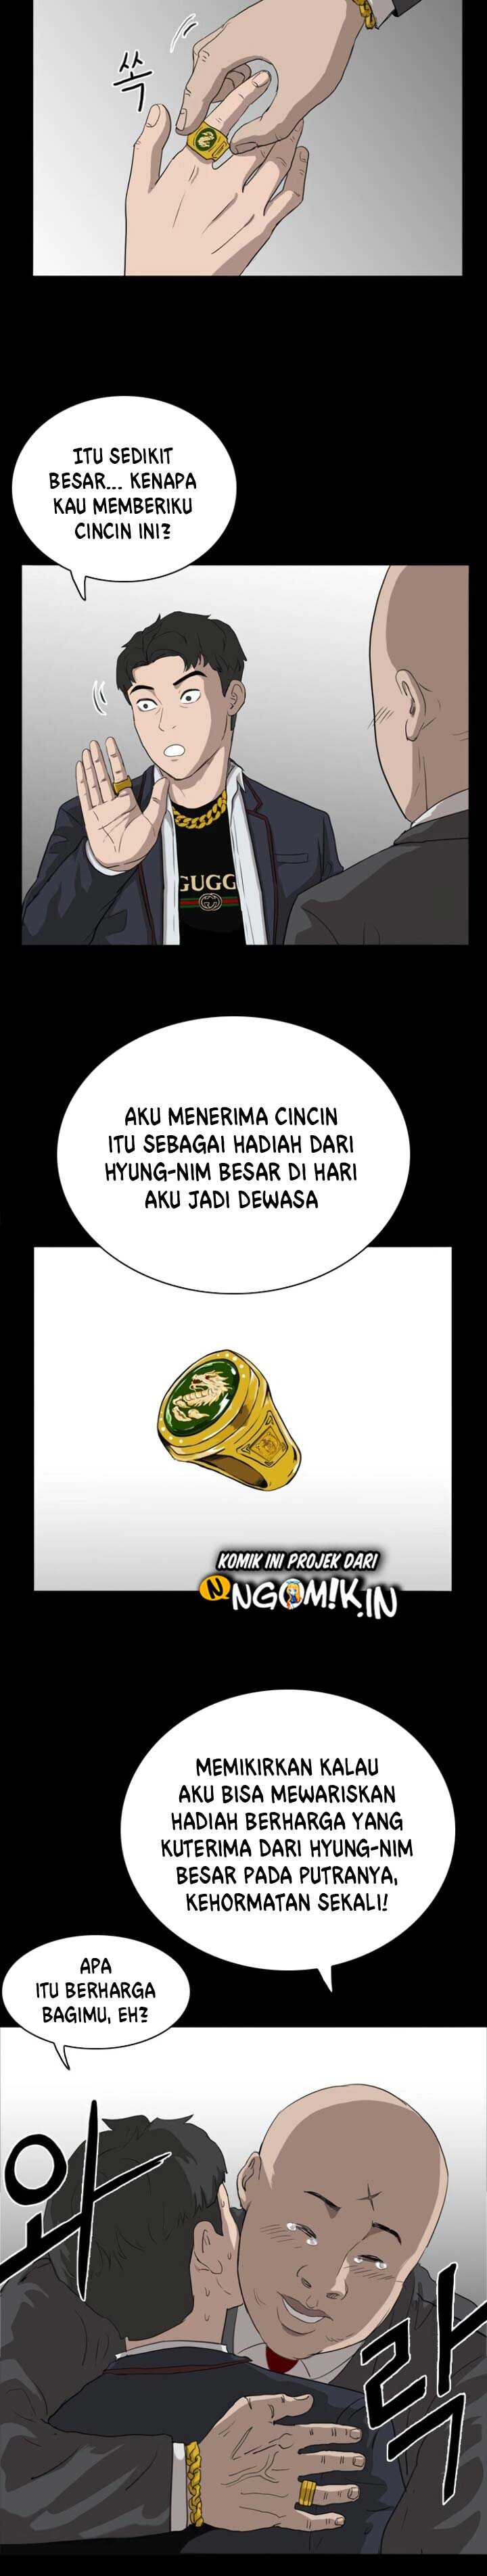 쏙
ITU SEDIKIT
BESAR... KENAPA
KAU MEMBERIKU
CINCIN INI?
GUGG
AKU MENERIMA CINCIN
ITU SEBAGAI HADIAH DARI
HYUNG-NIM BESAR DI HARI
AKU JADI DEWASA
KOMIK INI PROJEK DARI
N NGOMIK.IN
MEMIKIRKAN KALAU
AKU BISA MEWARISKAN
HADIAH BERHARGA YANG
KUTERIMA DARI HYUNG-NIM
BESAR PADA PUTRANYA,
KEHORMATAN SEKALI!
APA
ITU BERHARGA
BAGIMU, EH?
와
락